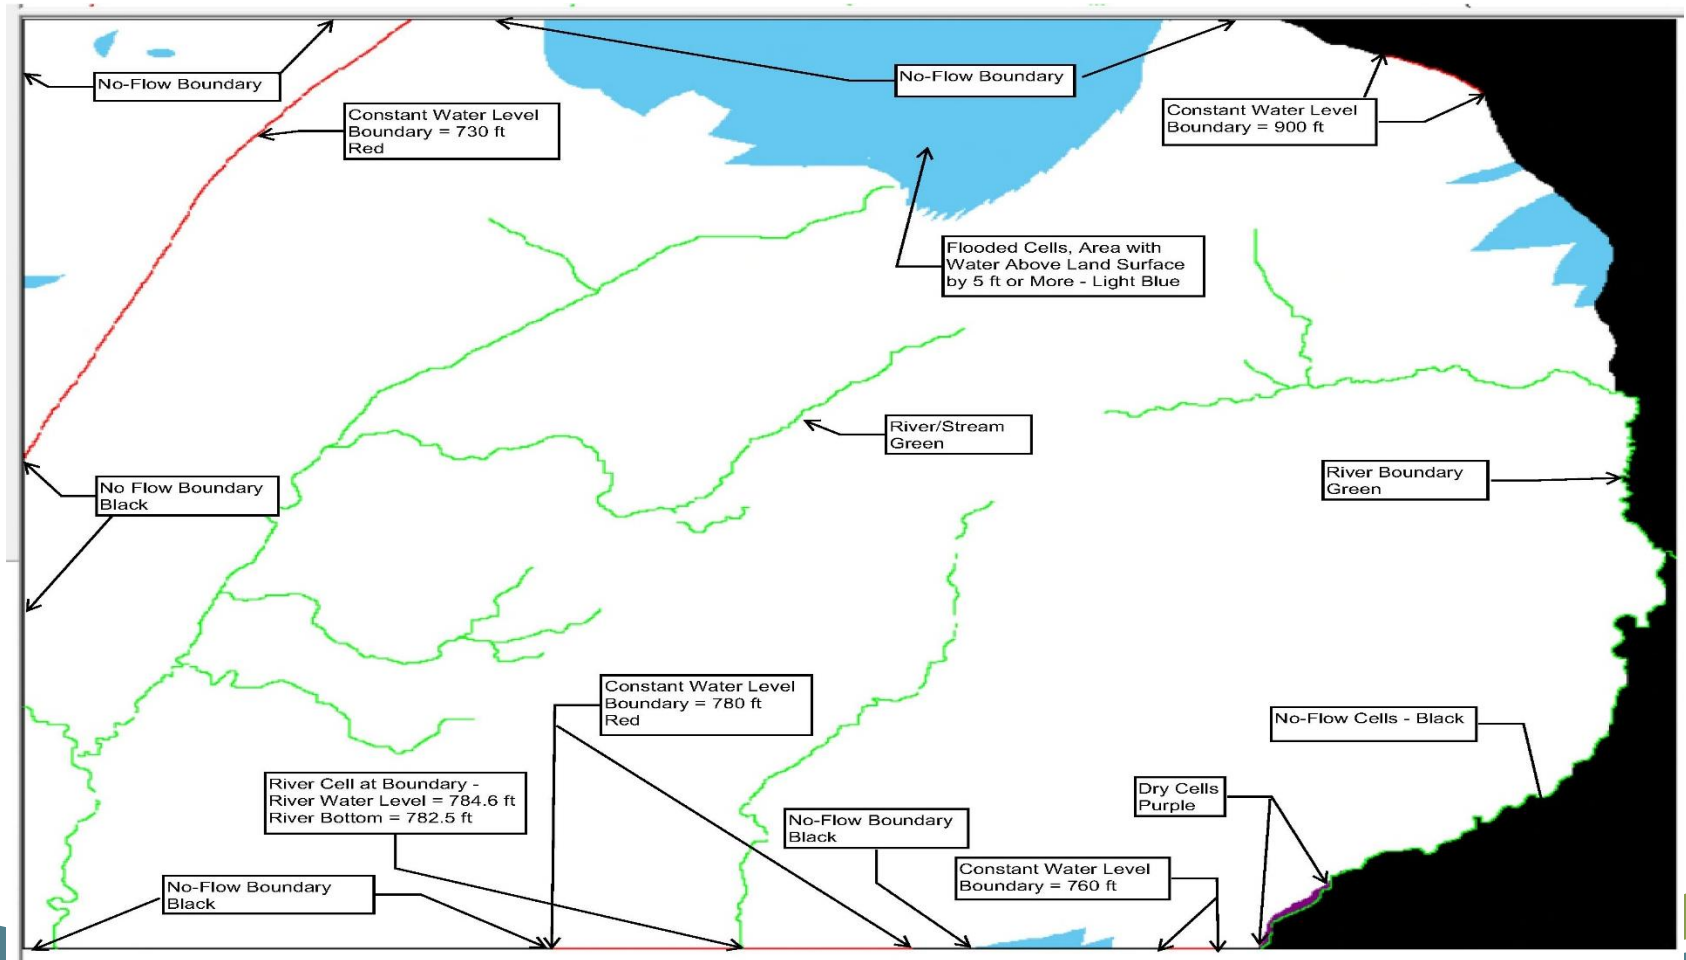 No-Flow Boundary
No-Flow Boundary
Constant Water Level
Boundary = 730 ft
Red
Constant Water Level
Boundary = 900 ft
Flooded Cells, Area with
Water Above Land Surface
by 5 ft or More - Light Blue
River/Stream
Green
River Boundary
Green
No Flow Boundary
Black
Constant Water Level
Boundary = 780 ft
Red
No-Flow Cells - Black
River Cell at Boundary -
River Water Level = 784.6 ft
River Bottom = 782.5 ft
Dry Cells
Purple
No-Flow Boundary
Black
Constant Water Level
Boundary = 760 ft
No-Flow Boundary
Black